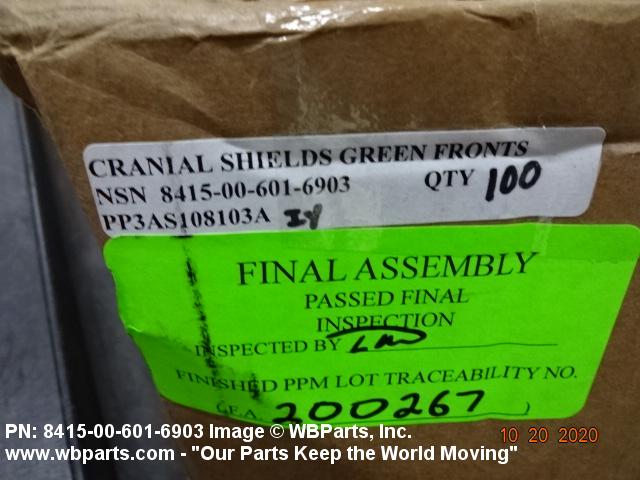 CRANIAL SHIELDS GREEN FRONTS
NSN 8415-00-601-6903 QTY 100
PP3AS108103A
FINAL ASSEMBLY
PASSED FINAL
INSPECTION
INSPECTED BY
FINISHED PPM LOT TRACEABILITY NO.
(F.A. 200267 )
PN: 8415-00-601-6903 Image © WBParts, Inc.
10 20 2020
www.wbparts.com - "Our Parts Keep the World Moving"